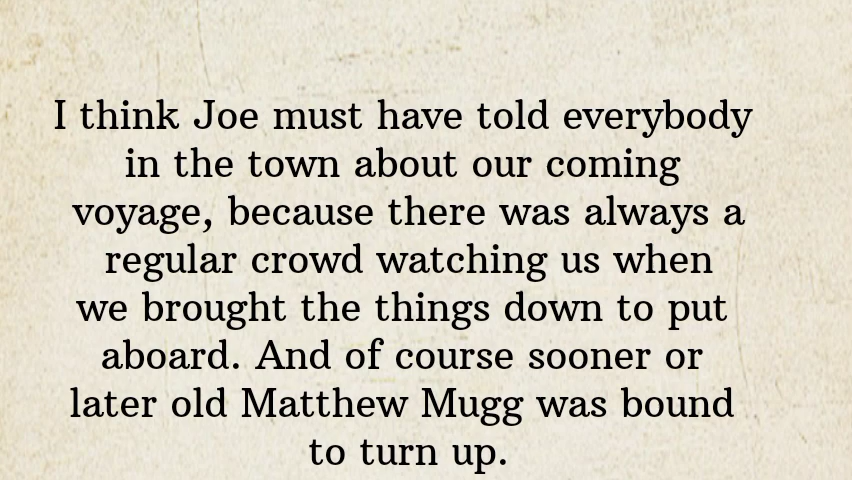 I think Joe must have told everybody
in the town about our coming
voyage, because there was always a
regular crowd watching us when
we brought the things down to put
aboard. And of course sooner or
later old Matthew Mugg was bound
to turn up.